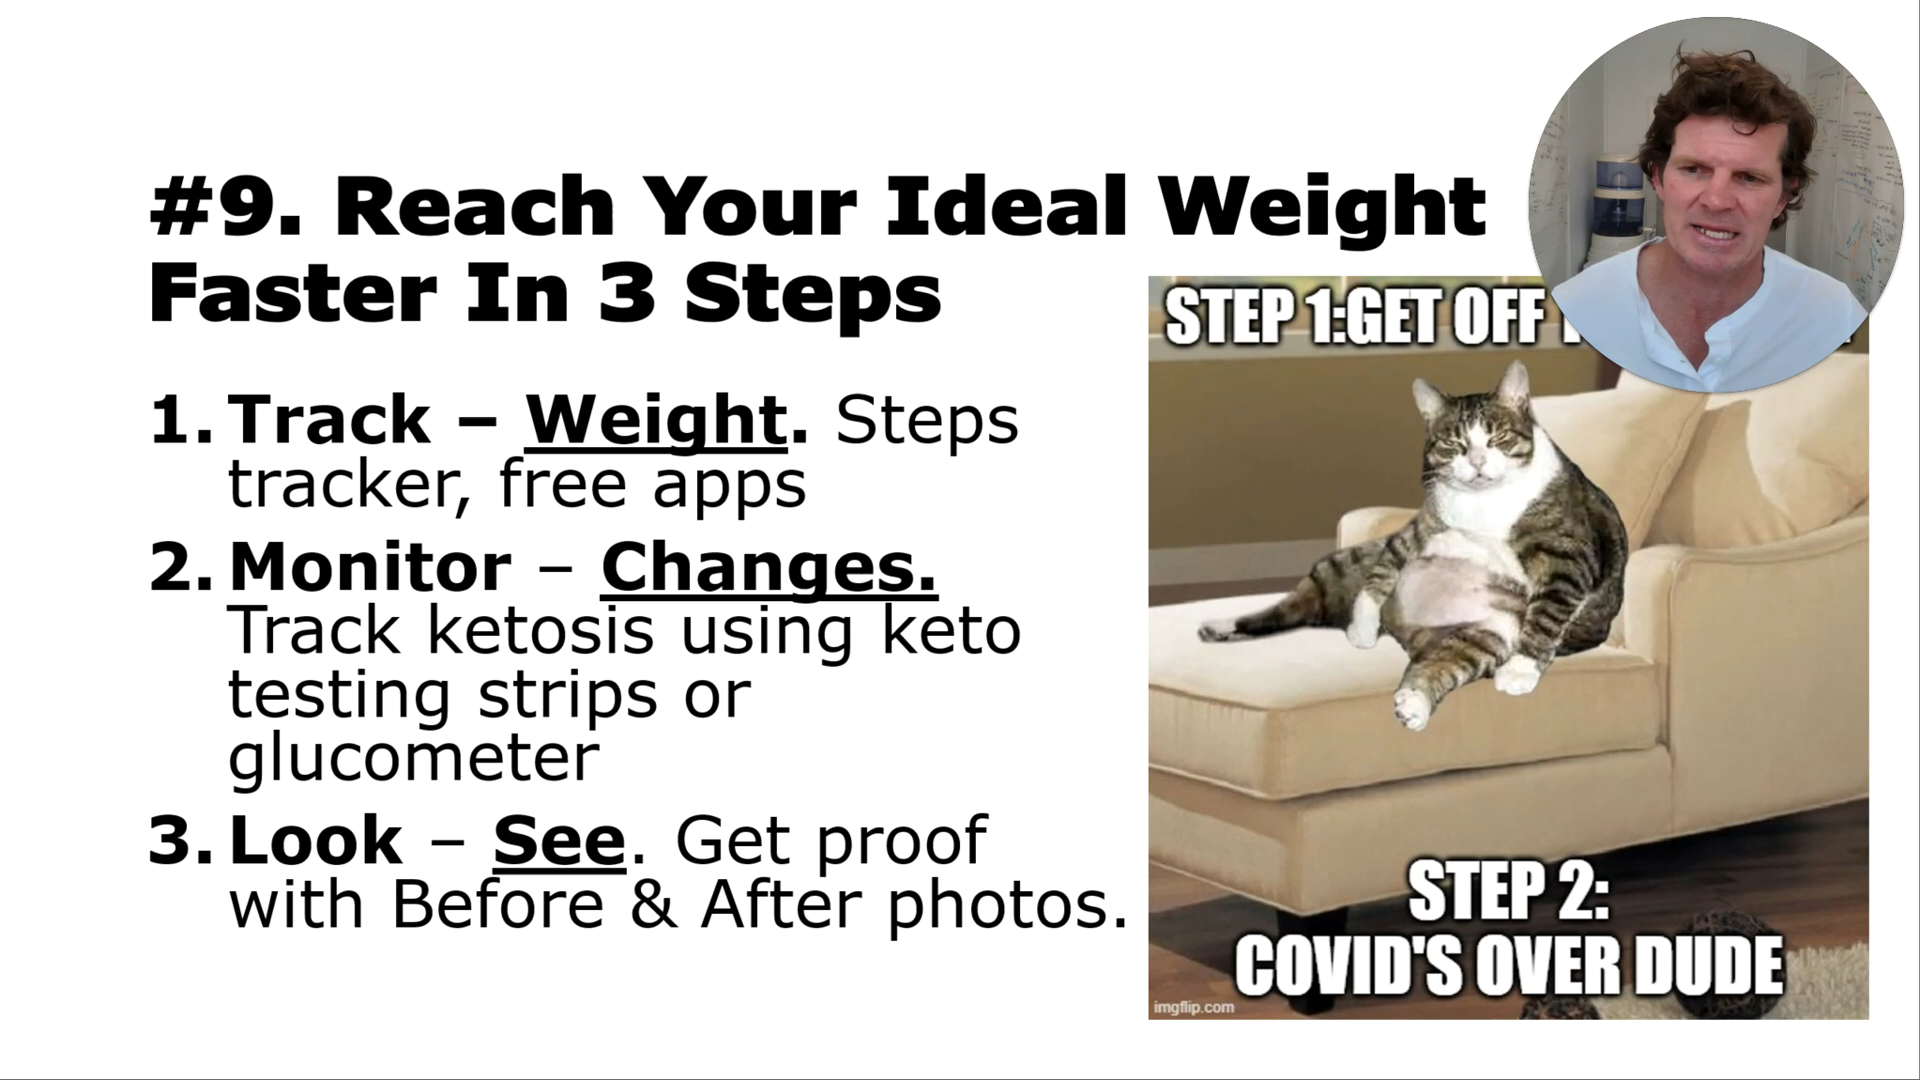 #9. Reach Your Ideal Weight
Faster In 3 Steps
1. Track – Weight. Steps
tracker, free apps
2. Monitor – Changes.
Track ketosis using keto
testing strips or
glucometer
3. Look – See. Get proof
with Before & After photos.
STEP 1:GET OFF
STEP 2:
COVID'S OVER DUDE
imgflip.com